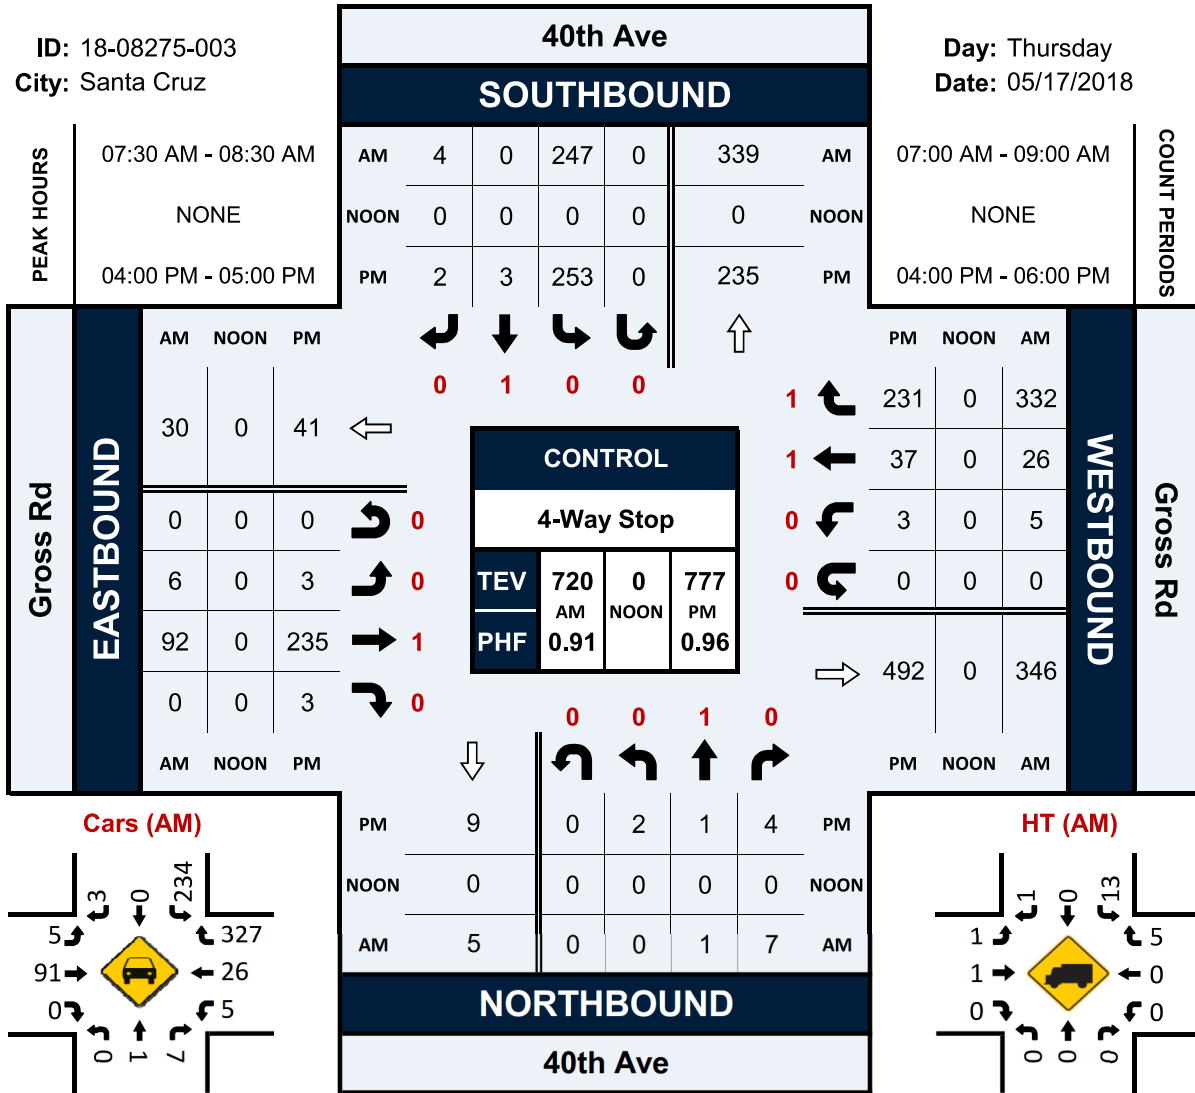 40th Ave
ID: 18-08275-003
Day: Thursday
City: Santa Cruz
Date: 05/17/2018
SOUTHBOUND
PEAK HOURS
07:30 AM - 08:30 AM
NONE
04:00 PM - 05:00 PM
AM 4 0 247 0 339 AM
NOON 0 0 0 0 0 NOON
PM 2 3 253 0 235 PM
07:00 AM - 09:00 AM
NONE
04:00 PM - 06:00 PM
COUNT PERIODS
0 1 0 0
Gross Rd
EASTBOUND
AM NOON PM
30 0 41
0 0 0 0
6 0 3 0
92 0 235 1
0 0 3 0
AM NOON PM
CONTROL
4-Way Stop
TEV 720 0 777
AM NOON PM
PHF 0.91 0.96
PM NOON AM
1 231 0 332
1 37 0 26
0 3 0 5
0 0 0 0
492 0 346
PM NOON AM
WESTBOUND
Gross Rd
0 0 1 0
PM 9 0 2 1 4 PM
NOON 0 0 0 0 0 NOON
AM 5 0 0 1 7 AM
NORTHBOUND
40th Ave
Cars (AM)
3 0 234
5 327
91 26
0 5
0 1 7
HT (AM)
1 0 13
1 5
1 0
0 0
0 0 0